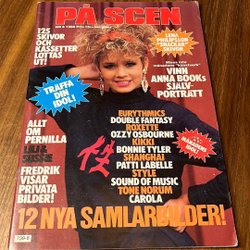 PÅ SCEN
125
SKIVOR
OCH
KASSETTER
LOTTAS
UT!
LENA
PHILIPSSON
"SNACKAR"
SKIVOR
VINN
ANNA BOOKs
SJÄLV-
PORTRÄTT
TRÄFFA
DIN
IDOL!
ALLT
OM
PERNILLA
FREDRIK
VISAR
PRIVATA
BILDER!
EURYTHMICS
DOUBLE FANTASY
ROXETTE
OZZY OSBOURNE
KIKKI
BONNIE TYLER
SHANGHAI
PATTI LABELLE
STYLE
SOUND OF MUSIC
TONE NORUM
CAROLA
12 NYA SAMLARBILDER!